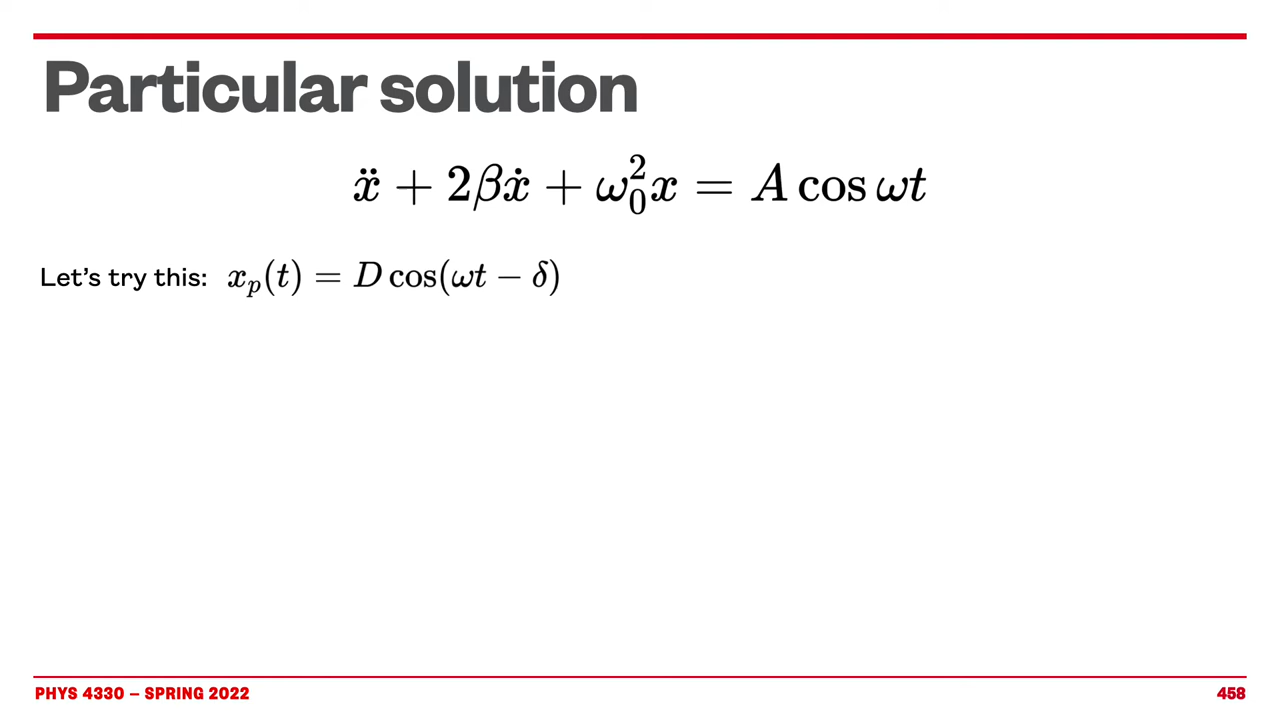 Particular solution
ẍ + 2βẋ + ω₀²x = A cos ωt
Let's try this: xₚ(t) = D cos(ωt − δ)
PHYS 4330 – SPRING 2022
458